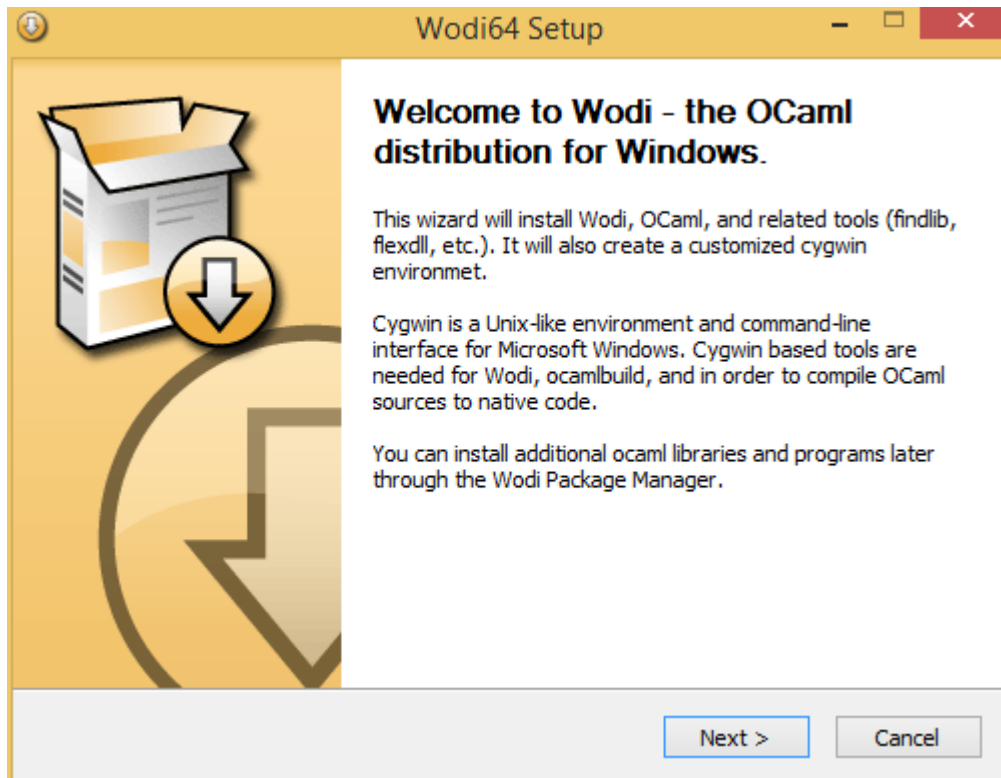 Wodi64 Setup
Welcome to Wodi - the OCaml
distribution for Windows.
This wizard will install Wodi, OCaml, and related tools (findlib,
flexdll, etc.). It will also create a customized cygwin
environmet.
Cygwin is a Unix-like environment and command-line
interface for Microsoft Windows. Cygwin based tools are
needed for Wodi, ocamlbuild, and in order to compile OCaml
sources to native code.
You can install additional ocaml libraries and programs later
through the Wodi Package Manager.
Next >
Cancel